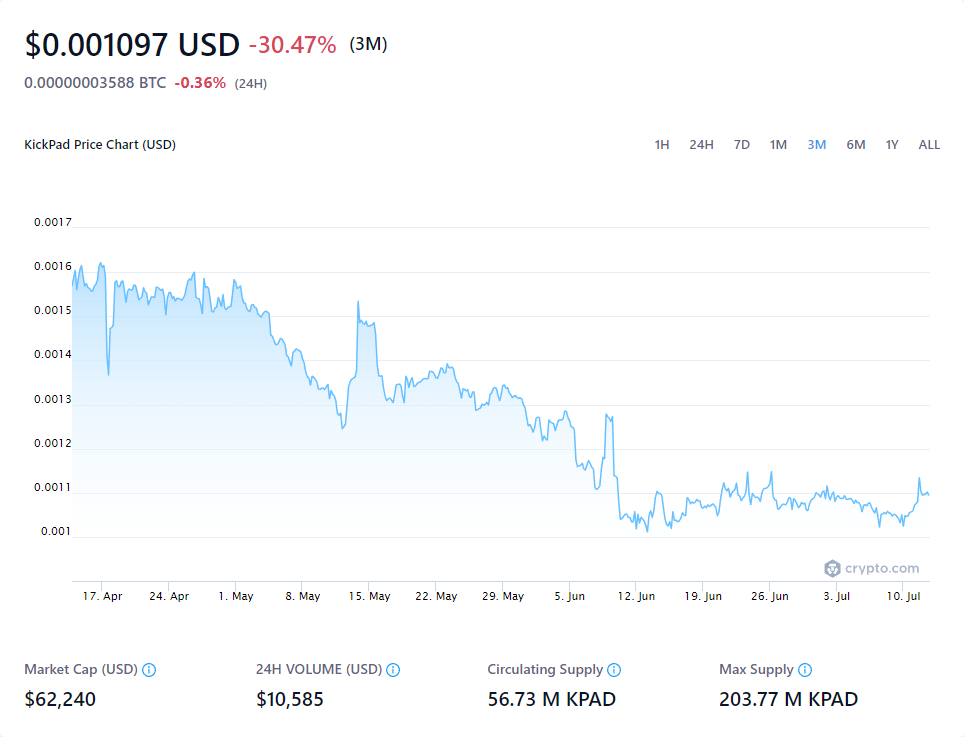 $0.001097 USD -30.47% (3M)
0.00000003588 BTC -0.36% (24H)
KickPad Price Chart (USD) 1H 24H 7D 1M 3M 6M 1Y ALL
0.0017
0.0016
0.0015
0.0014
0.0013
0.0012
0.0011
0.001
crypto.com
17. Apr 24. Apr 1. May 8. May 15. May 22. May 29. May 5. Jun 12. Jun 19. Jun 26. Jun 3. Jul 10. Jul
Market Cap (USD) 24H VOLUME (USD) Circulating Supply Max Supply
$62,240 $10,585 56.73 M KPAD 203.77 M KPAD